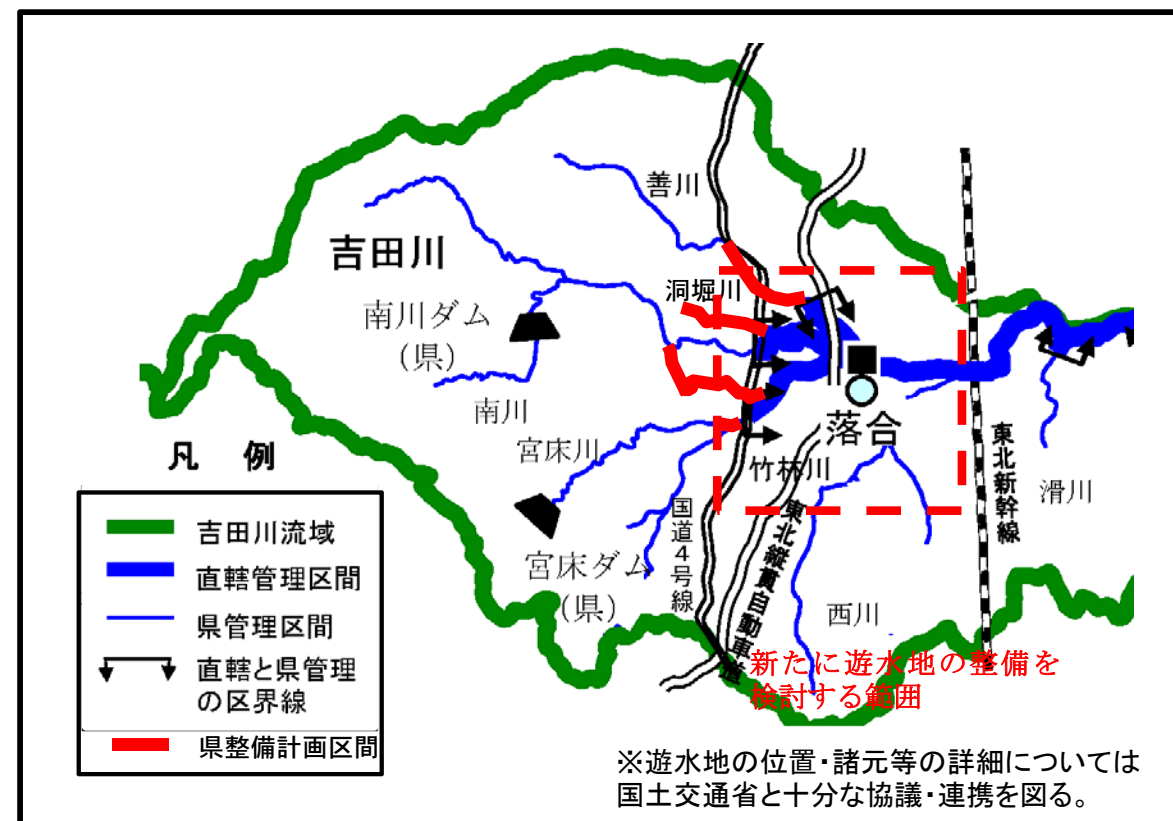 善川
吉田川
洞堀川
南川ダム
(県)
南川
宮床川
落合
凡 例
竹林川
東北新幹線
滑川
国道4号線
東北縦貫自動車道
宮床ダム
(県)
西川
吉田川流域
直轄管理区間
県管理区間
直轄と県管理
の区界線
県整備計画区間
新たに遊水地の整備を
検討する範囲
※遊水地の位置・諸元等の詳細については
国土交通省と十分な協議・連携を図る。